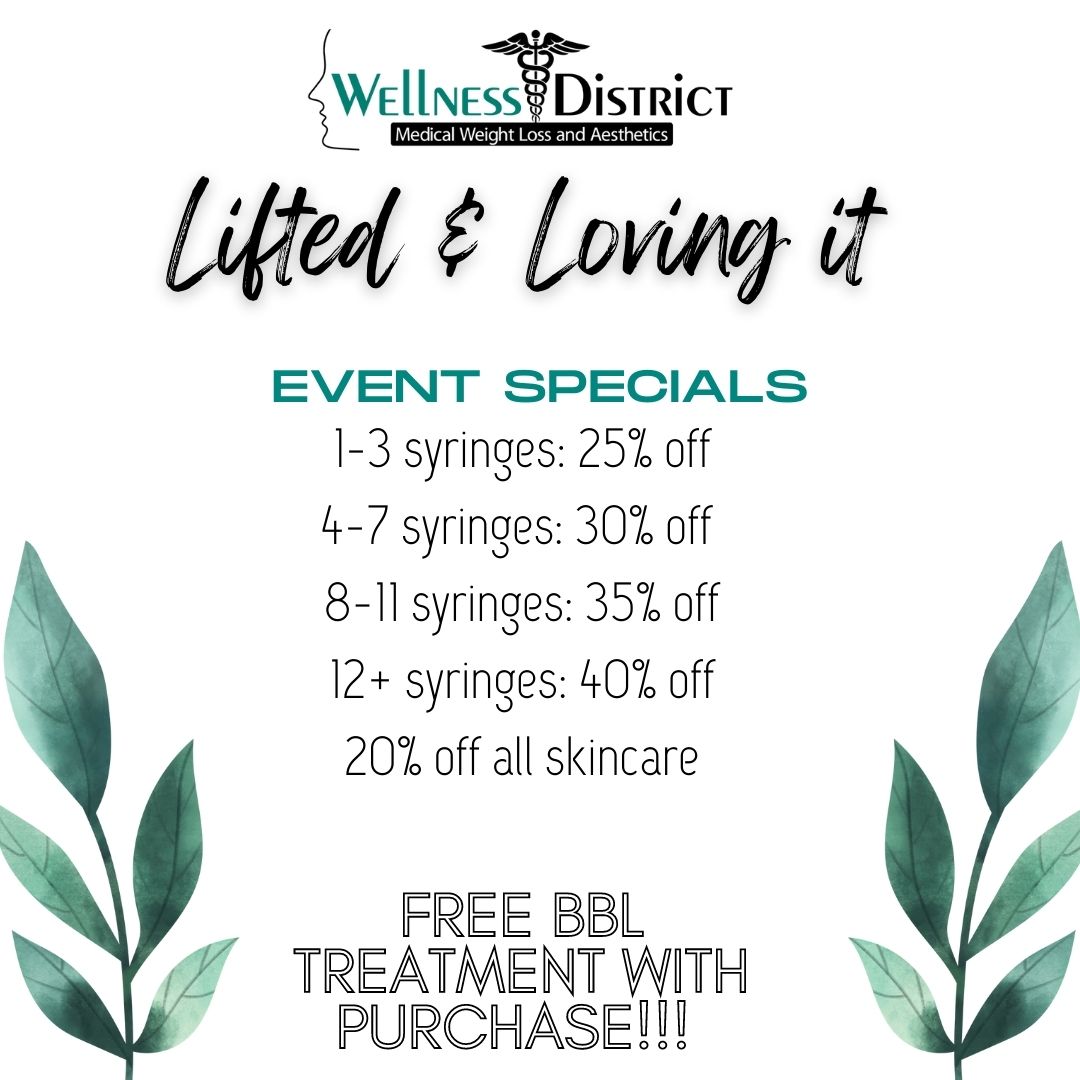 Wellness District
Medical Weight Loss and Aesthetics
Lifted & Loving it
EVENT SPECIALS
1-3 syringes: 25% off
4-7 syringes: 30% off
8-11 syringes: 35% off
12+ syringes: 40% off
20% off all skincare
FREE BBL
TREATMENT WITH
PURCHASE!!!